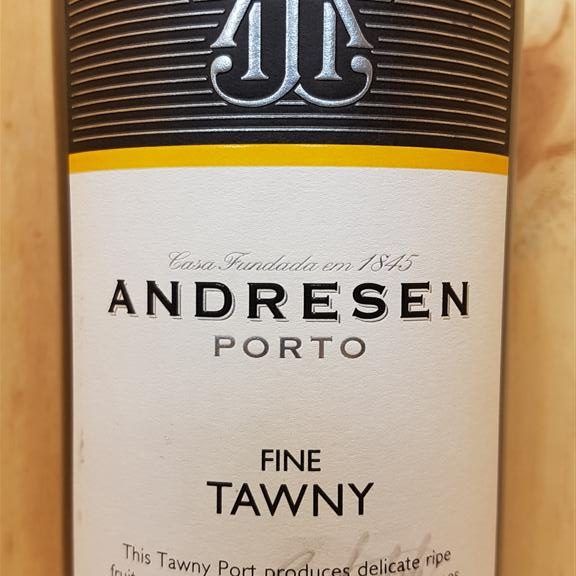 Casa Fundada em 1845
ANDRESEN
PORTO
FINE
TAWNY
This Tawny Port produces delicate ripe